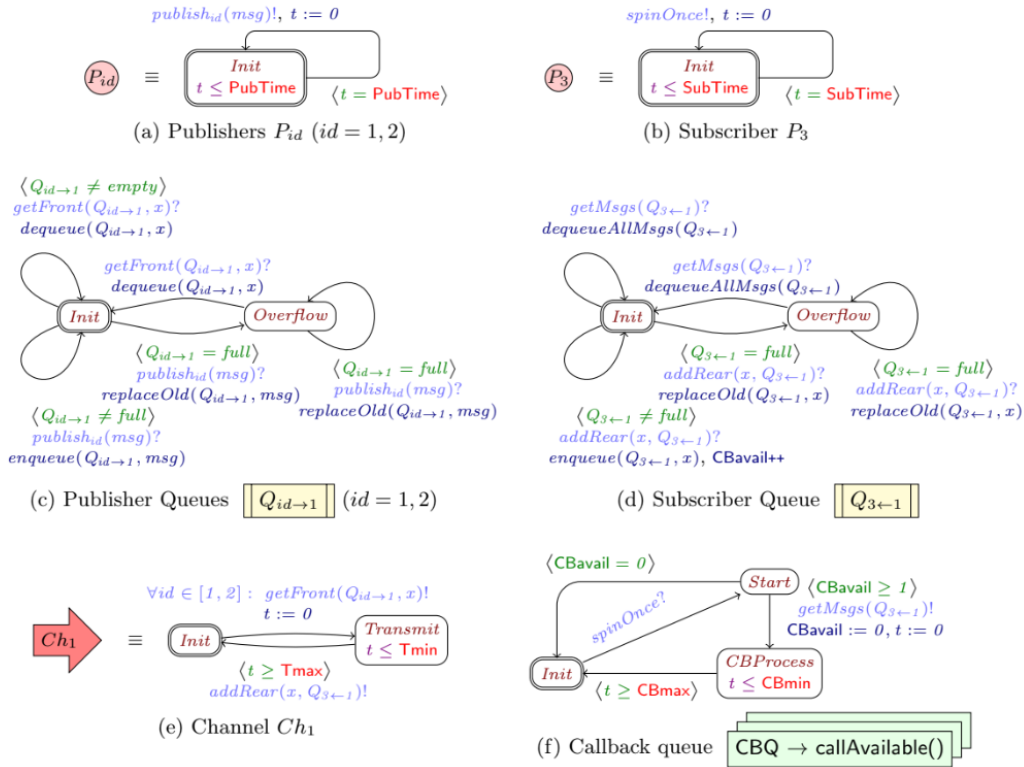 publish_id(msg)!, t := 0
P_id ≡ Init
t ≤ PubTime
⟨t = PubTime⟩
(a) Publishers P_id (id = 1, 2)
spinOnce!, t := 0
P_3 ≡ Init
t ≤ SubTime
⟨t = SubTime⟩
(b) Subscriber P_3
⟨Q_id→1 ≠ empty⟩
getFront(Q_id→1, x)?
dequeue(Q_id→1, x)
getFront(Q_id→1, x)?
dequeue(Q_id→1, x)
Init
Overflow
⟨Q_id→1 = full⟩
publish_id(msg)?
replaceOld(Q_id→1, msg)
⟨Q_id→1 = full⟩
publish_id(msg)?
replaceOld(Q_id→1, msg)
⟨Q_id→1 ≠ full⟩
publish_id(msg)?
enqueue(Q_id→1, msg)
(c) Publisher Queues Q_id→1 (id = 1, 2)
getMsgs(Q_3←1)?
dequeueAllMsgs(Q_3←1)
getMsgs(Q_3←1)?
dequeueAllMsgs(Q_3←1)
Init
Overflow
⟨Q_3←1 = full⟩
addRear(x, Q_3←1)?
replaceOld(Q_3←1, x)
⟨Q_3←1 = full⟩
addRear(x, Q_3←1)?
replaceOld(Q_3←1, x)
⟨Q_3←1 ≠ full⟩
addRear(x, Q_3←1)?
enqueue(Q_3←1, x), CBavail++
(d) Subscriber Queue Q_3←1
∀id ∈ [1, 2] : getFront(Q_id→1, x)!
t := 0
Ch_1 ≡ Init
Transmit
t ≤ Tmin
⟨t ≥ Tmax⟩
addRear(x, Q_3←1)!
(e) Channel Ch_1
⟨CBavail = 0⟩
Start
⟨CBavail ≥ 1⟩
getMsgs(Q_3←1)!
CBavail := 0, t := 0
spinOnce?
Init
CBProcess
t ≤ CBmin
⟨t ≥ CBmax⟩
(f) Callback queue CBQ → callAvailable()